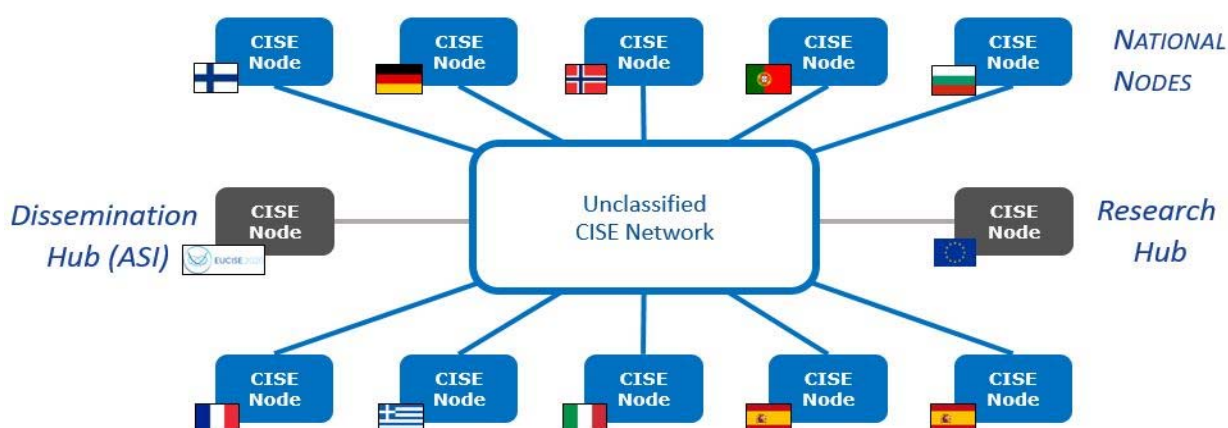 CISE
Node
CISE
Node
CISE
Node
CISE
Node
CISE
Node
NATIONAL
NODES
Dissemination
Hub (ASI)
CISE
Node
EUCISE2020
Unclassified
CISE Network
CISE
Node
Research
Hub
CISE
Node
CISE
Node
CISE
Node
CISE
Node
CISE
Node